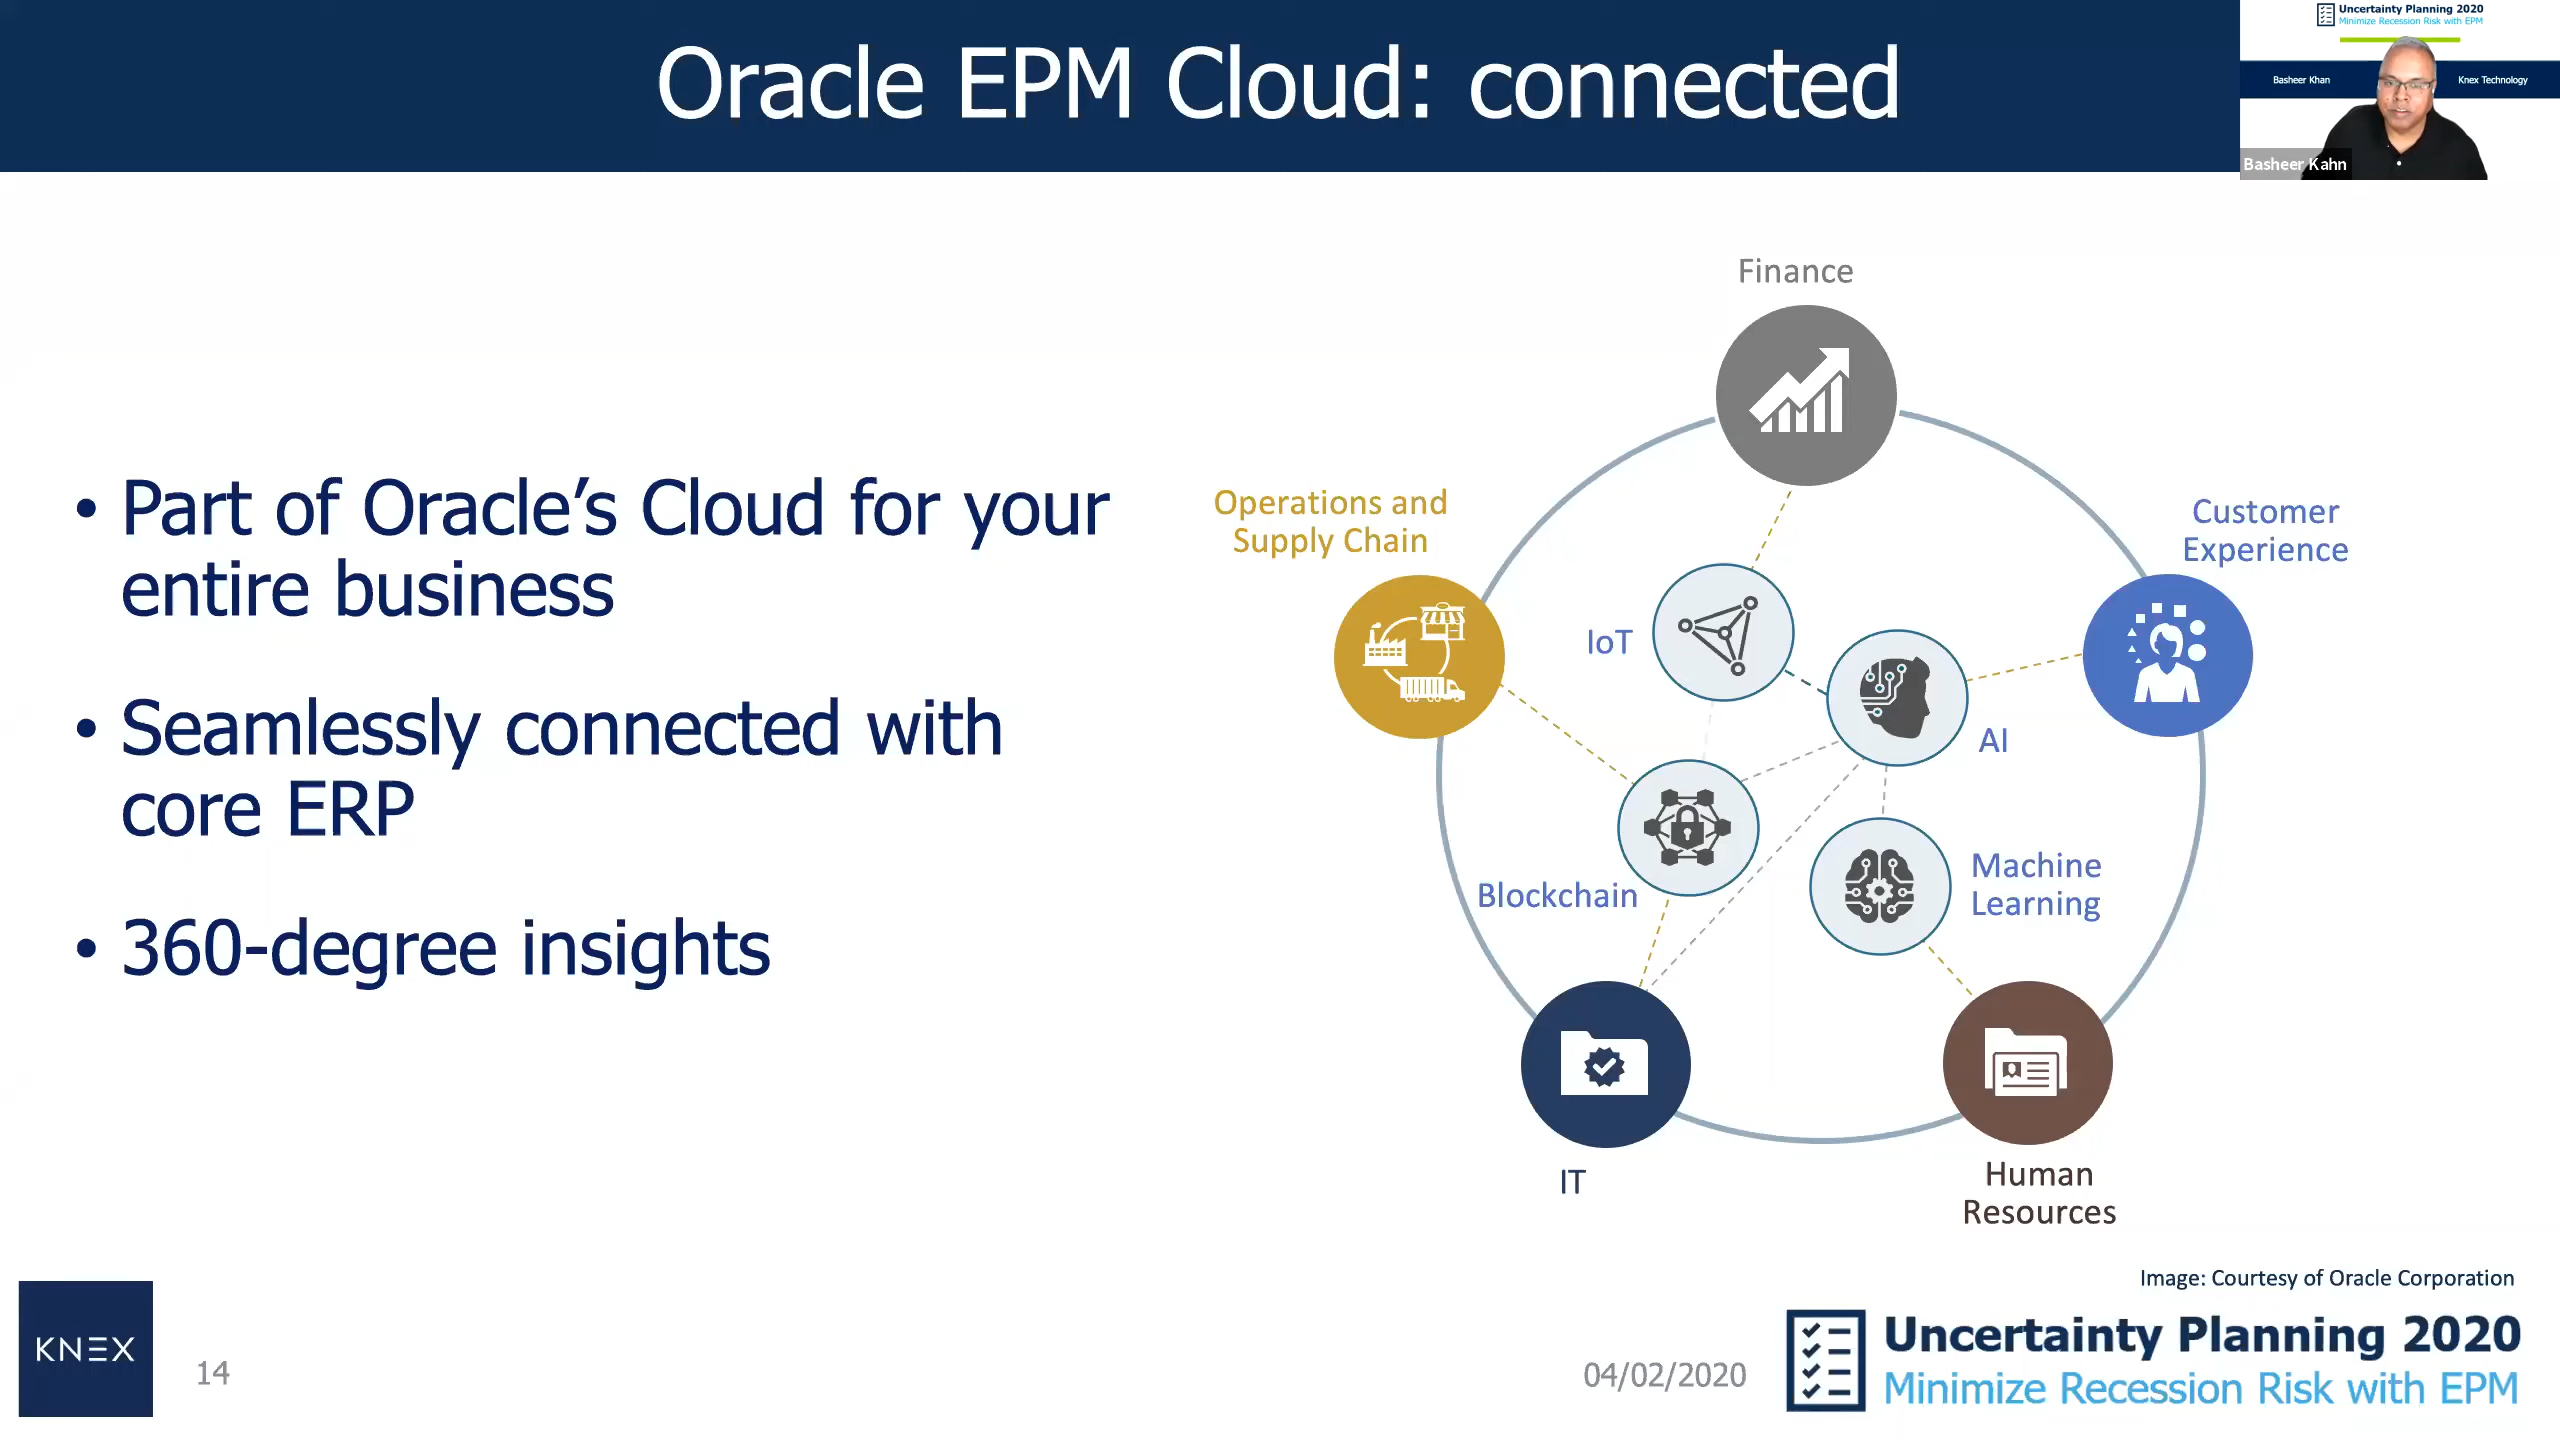 Oracle EPM Cloud: connected
Uncertainty Planning 2020
Minimize Recession Risk with EPM
Basheer Khan
Knex Technology
Basheer Kahn
• Part of Oracle’s Cloud for your
entire business
• Seamlessly connected with
core ERP
• 360-degree insights
Finance
Operations and
Supply Chain
Customer
Experience
IoT
AI
Blockchain
Machine
Learning
IT
Human
Resources
Image: Courtesy of Oracle Corporation
KNEX
14
04/02/2020
Uncertainty Planning 2020
Minimize Recession Risk with EPM